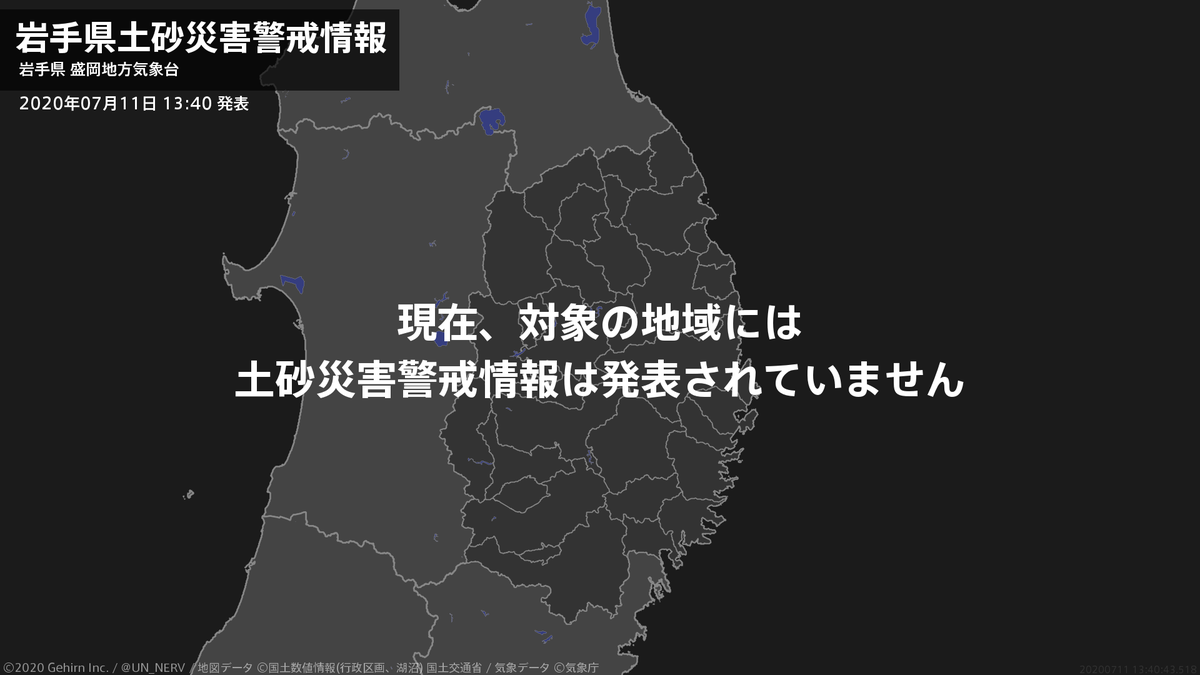 岩手県土砂災害警戒情報
岩手県 盛岡地方気象台
2020年07月11日 13:40 発表
現在、対象の地域には
土砂災害警戒情報は発表されていません
©2020 Gehirn Inc. / @UN_NERV / 地図データ ©国土数値情報(行政区画、湖沼) 国土交通省 / 気象データ ©気象庁
20200711 13:40:43.518